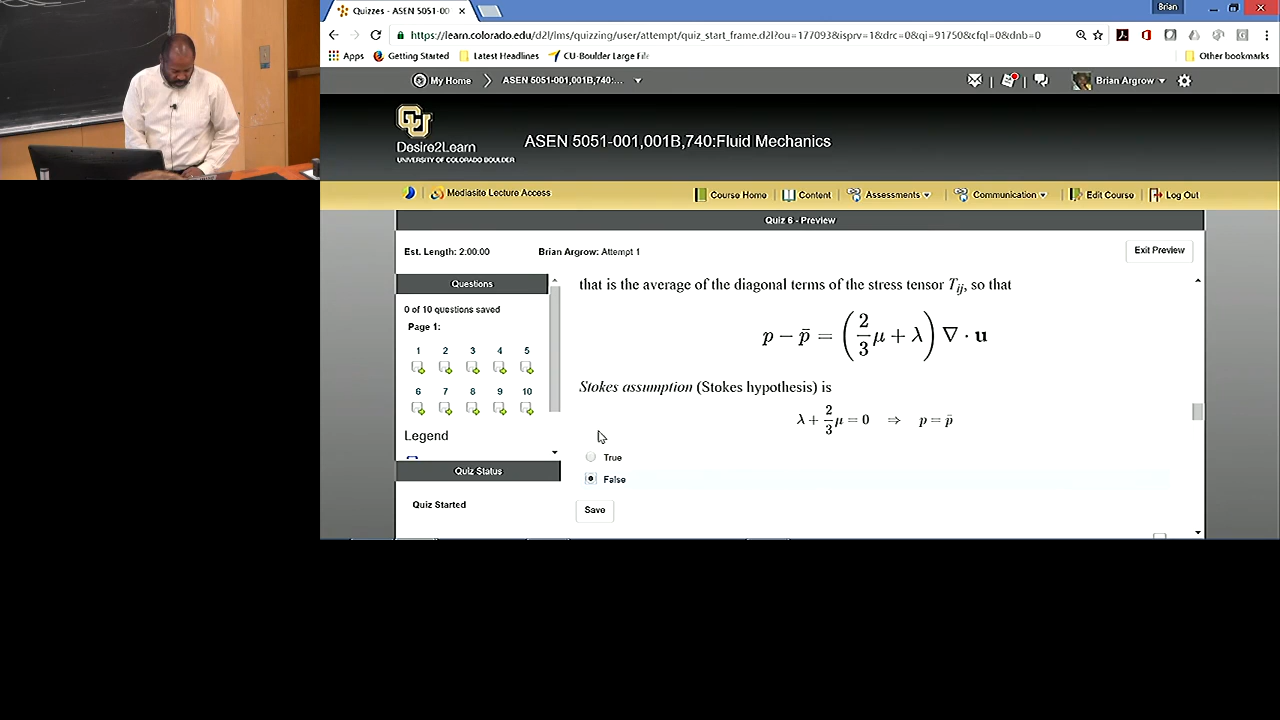 Quizzes - ASEN 5051-00
Brian
https://learn.colorado.edu/d2l/lms/quizzing/user/attempt/quiz_start_frame.d2l?ou=177093&isprv=1&drc=0&qi=91750&cfql=0&dnb=0
Apps Getting Started Latest Headlines CU-Boulder Large File Other bookmarks
My Home ASEN 5051-001,001B,740:... Brian Argrow
CU
Desire2Learn
UNIVERSITY OF COLORADO BOULDER
ASEN 5051-001,001B,740:Fluid Mechanics
Mediasite Lecture Access Course Home Content Assessments Communication Edit Course Log Out
Quiz 6 - Preview
Est. Length: 2:00:00 Brian Argrow: Attempt 1 Exit Preview
Questions
0 of 10 questions saved
Page 1:
1 2 3 4 5
6 7 8 9 10
Legend
Quiz Status
Quiz Started
that is the average of the diagonal terms of the stress tensor T_ij, so that
p − p̄ = (2/3 μ + λ) ∇ · u
Stokes assumption (Stokes hypothesis) is
λ + 2/3 μ = 0 ⇒ p = p̄
True
False
Save